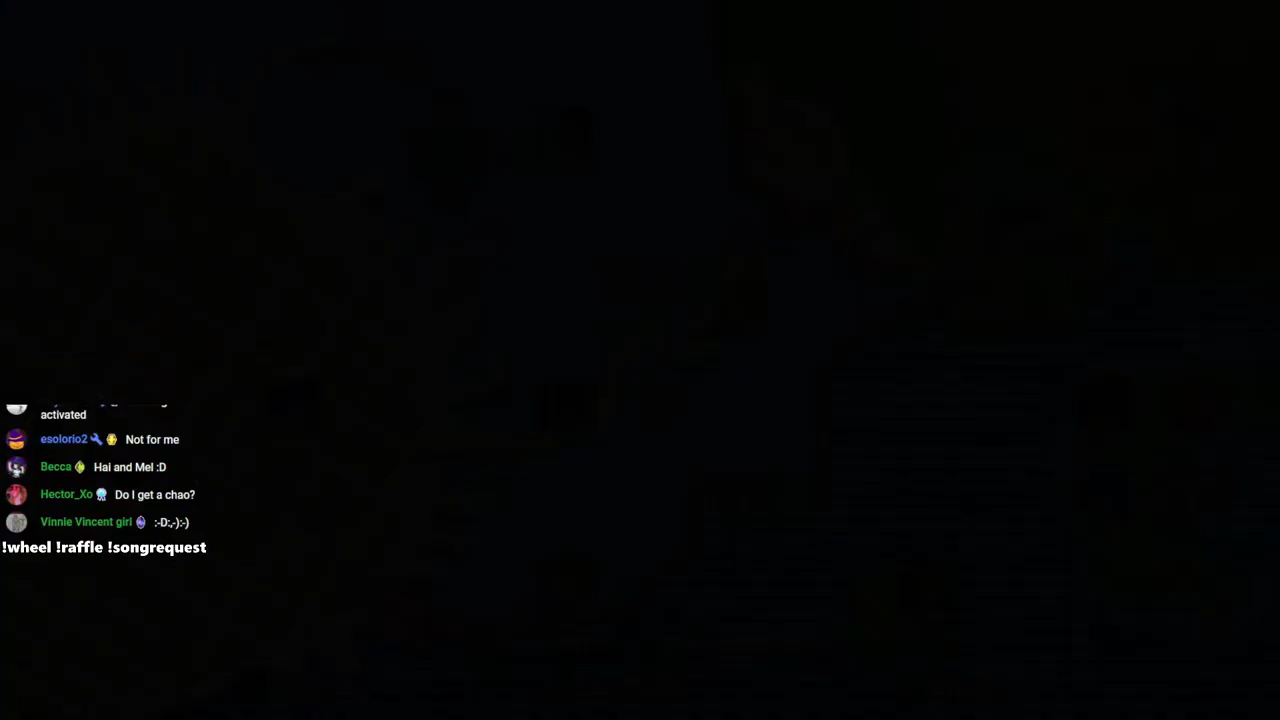 activated
esolorio2 Not for me
Becca Hai and Mel :D
Hector_Xo Do I get a chao?
Vinnie Vincent girl :-D:,-):-)
!wheel !raffle !songrequest